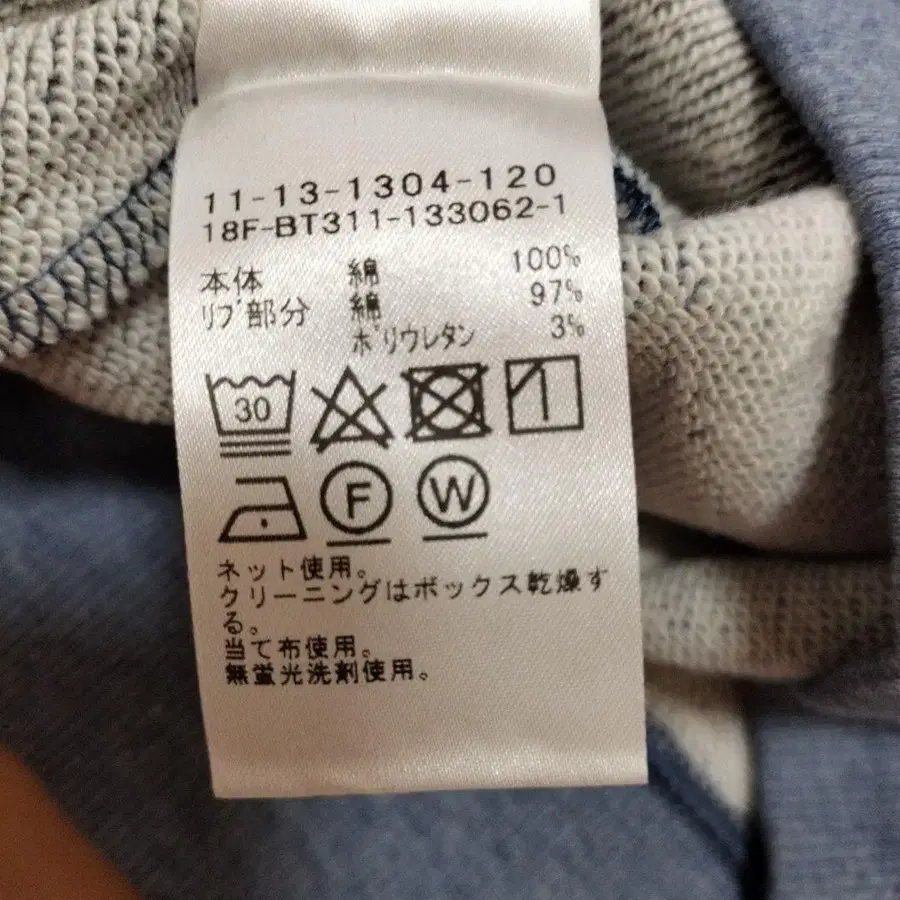 11-13-1304-120
18F-BT311-133062-1
本体 綿 100%
リブ部分 綿 97%
ポリウレタン 3%
30
F W
ネット使用。
クリーニングはボックス乾燥す
る。
当て布使用。
無蛍光洗剤使用。